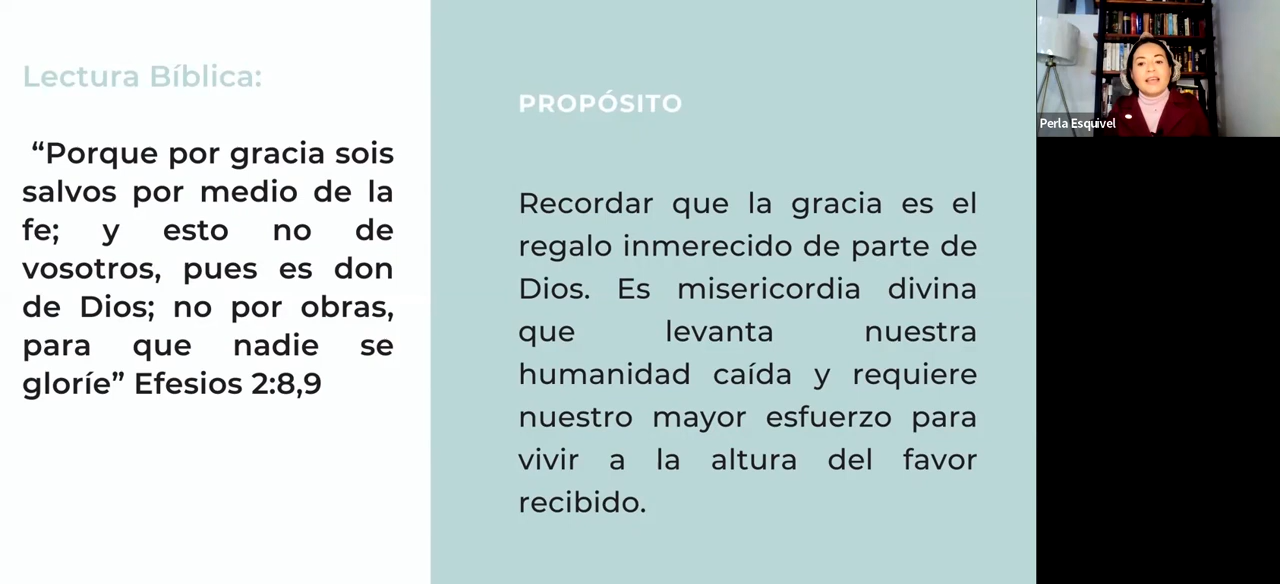 Lectura Bíblica:
“Porque por gracia sois
salvos por medio de la
fe; y esto no de
vosotros, pues es don
de Dios; no por obras,
para que nadie se
gloríe” Efesios 2:8,9
PROPÓSITO
Recordar que la gracia es el
regalo inmerecido de parte de
Dios. Es misericordia divina
que levanta nuestra
humanidad caída y requiere
nuestro mayor esfuerzo para
vivir a la altura del favor
recibido.
Perla Esquivel